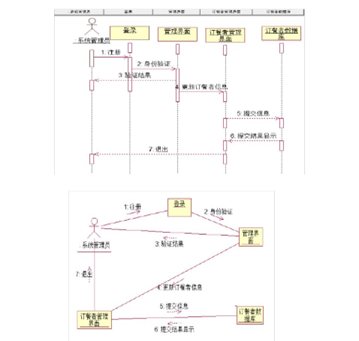 登录
管理界面
订餐者管理
界面
订餐者数据
库
: 系统管理员
1: 注册
2: 身份验证
3: 验证结果
4: 更新订餐者信息
5: 提交信息
6: 提交结果显示
7: 退出
登录
1: 注册
2: 身份验证
管理界
面
: 系统管理员
3: 验证结果
7: 退出
4: 更新订餐者信息
5: 提交信息
订餐者管理
界面
订餐者数
据库
6: 提交结果显示